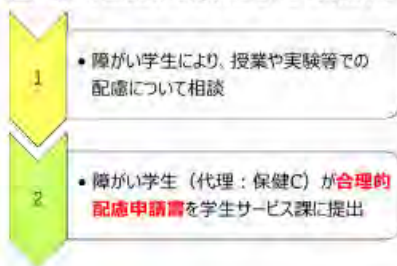 1
• 障がい学生により、授業や実験等での
配慮について相談
2
• 障がい学生（代理：保健C）が合理的
配慮申請書を学生サービス課に提出